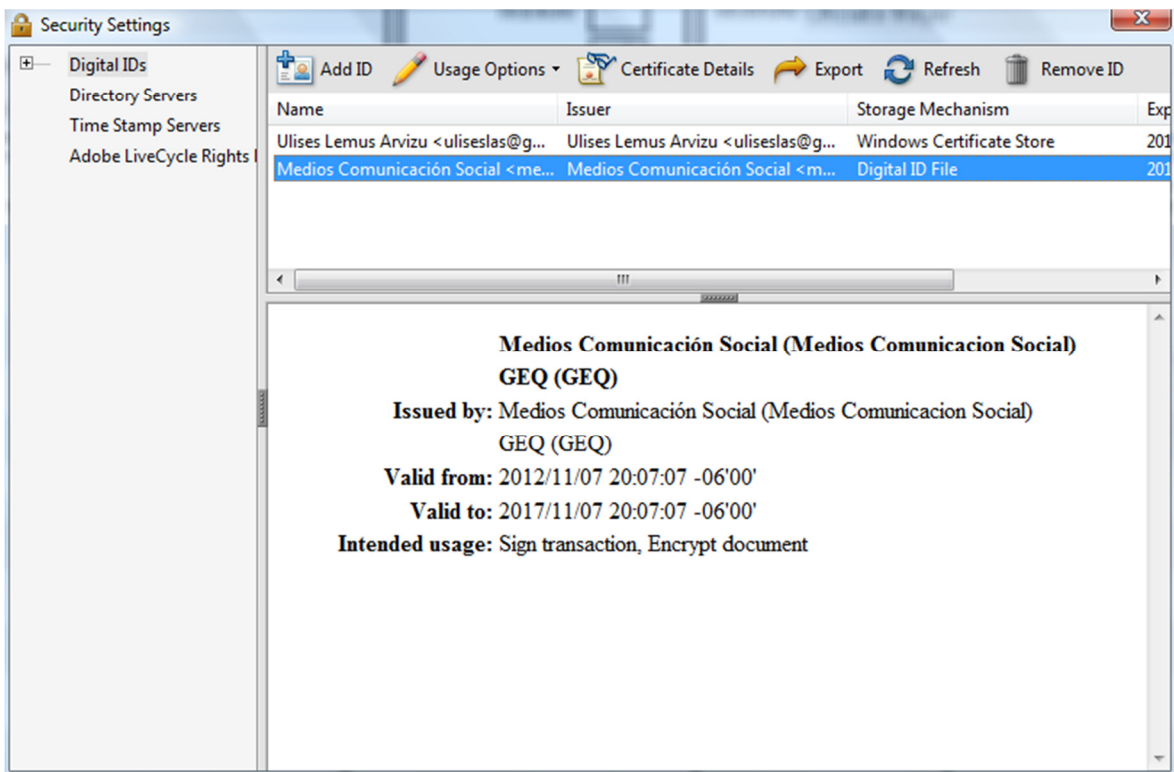 Security Settings
Digital IDs
Directory Servers
Time Stamp Servers
Adobe LiveCycle Rights
Add ID Usage Options Certificate Details Export Refresh Remove ID
Name Issuer Storage Mechanism Exp
Ulises Lemus Arvizu <uliseslas@g... Ulises Lemus Arvizu <uliseslas@g... Windows Certificate Store 201
Medios Comunicación Social <me... Medios Comunicación Social <m... Digital ID File 201
Medios Comunicación Social (Medios Comunicacion Social)
GEQ (GEQ)
Issued by: Medios Comunicación Social (Medios Comunicacion Social)
GEQ (GEQ)
Valid from: 2012/11/07 20:07:07 -06'00'
Valid to: 2017/11/07 20:07:07 -06'00'
Intended usage: Sign transaction, Encrypt document